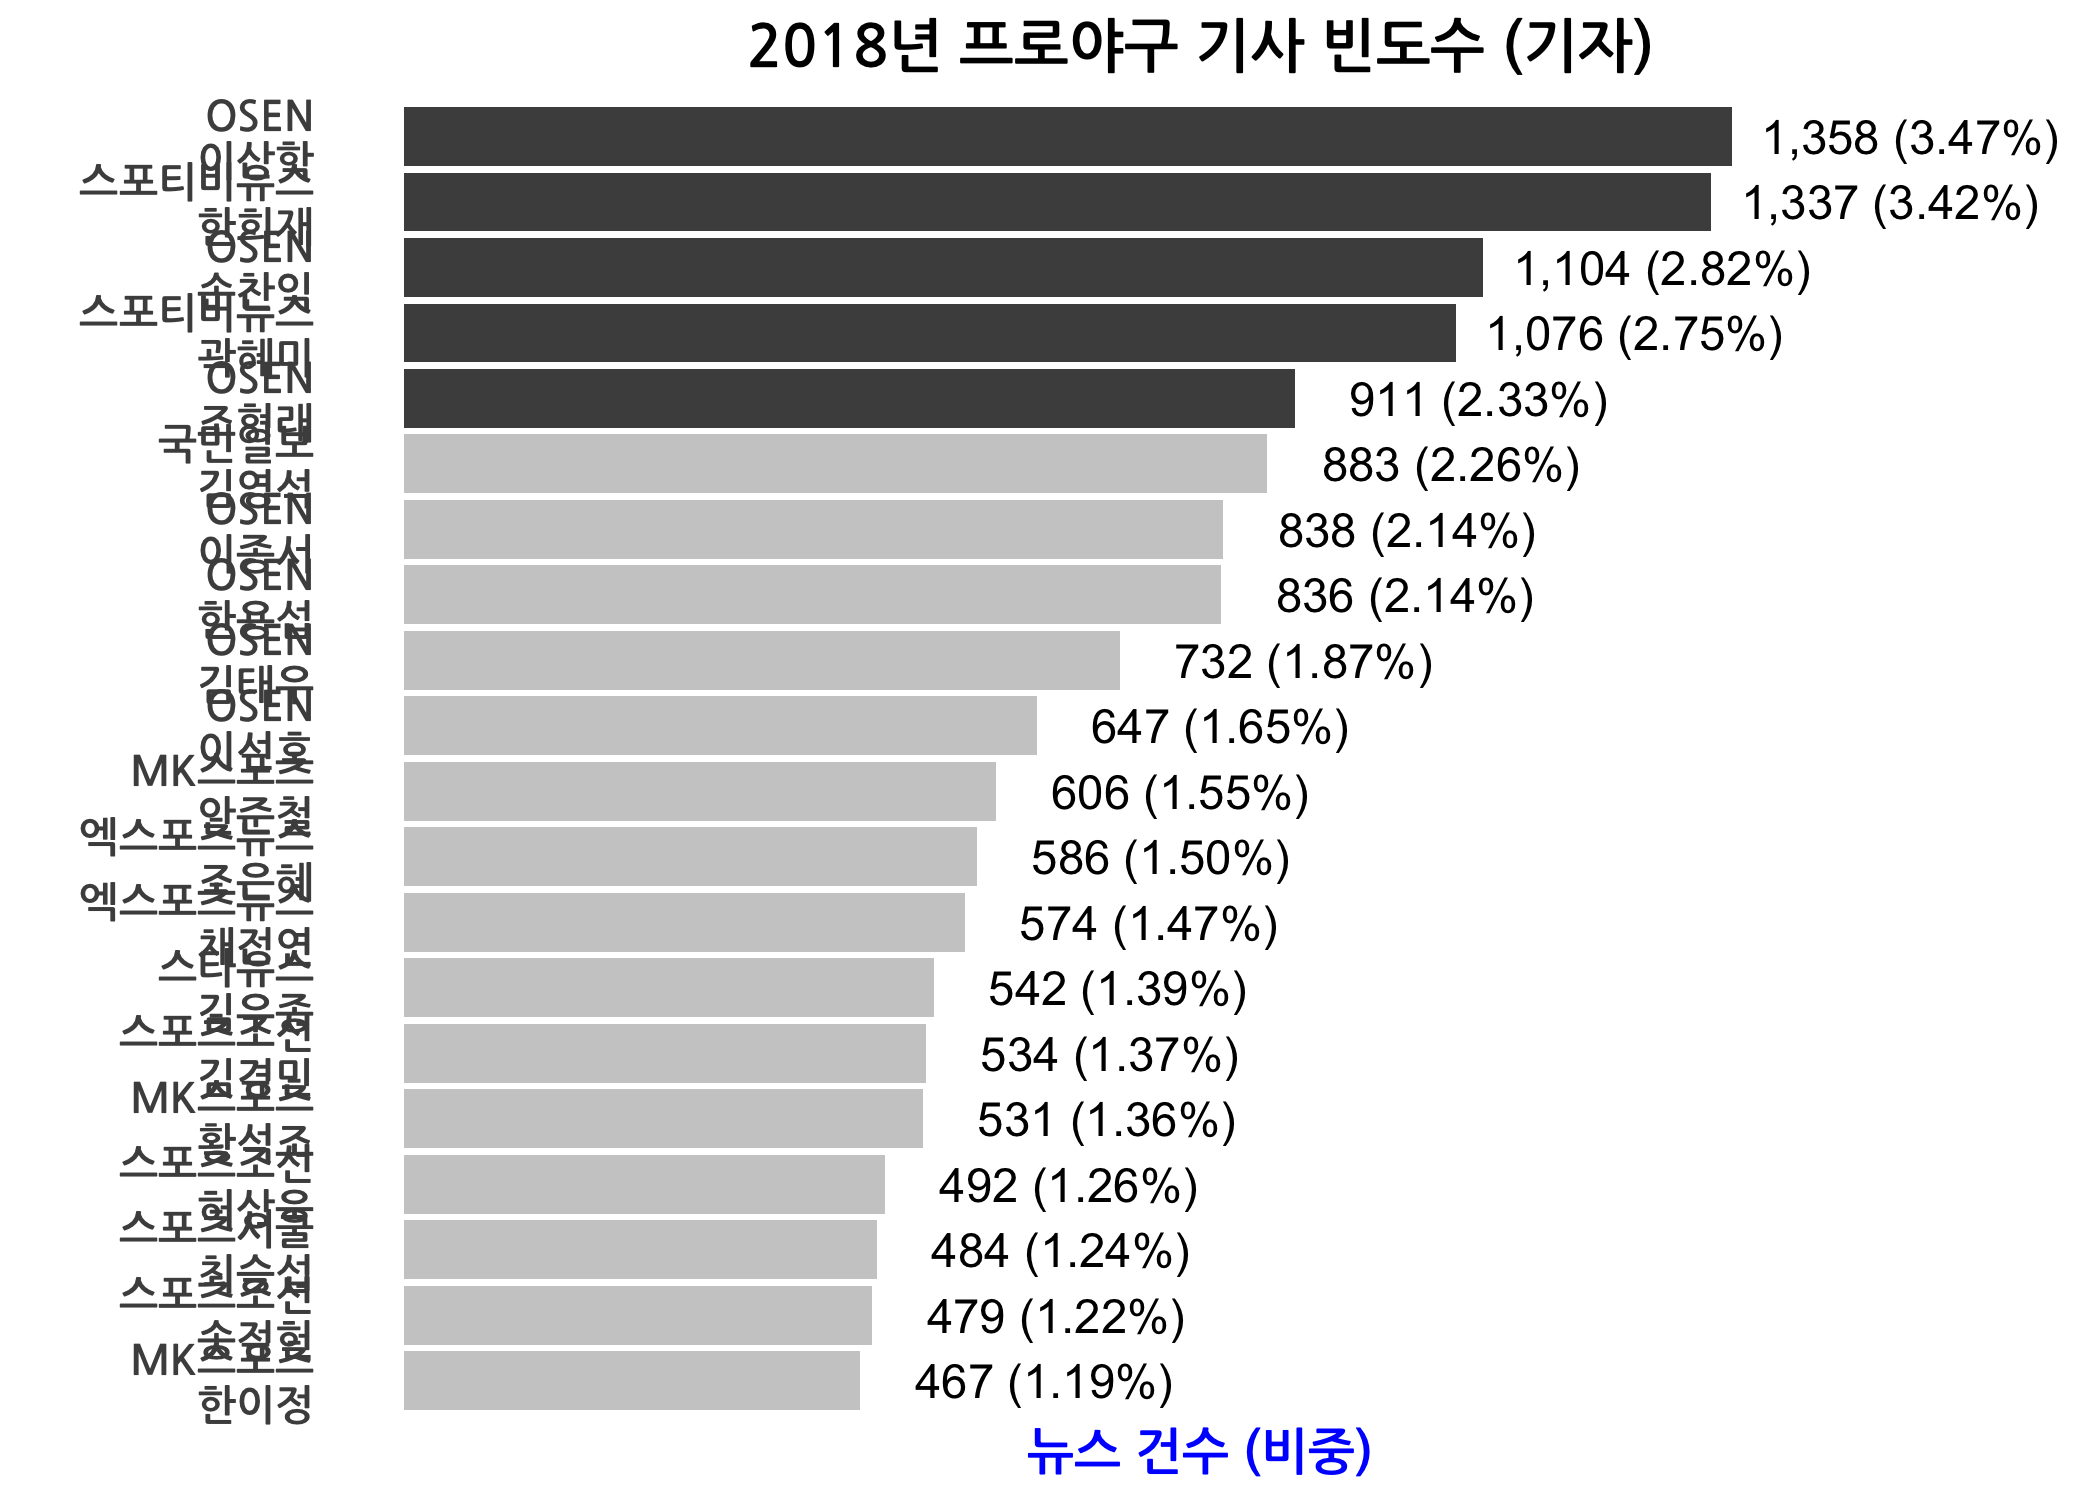 2018년 프로야구 기사 빈도수 (기자)
OSEN
이상학
1,358 (3.47%)
스포티비뉴스
한희재
1,337 (3.42%)
OSEN
손찬익
1,104 (2.82%)
스포티비뉴스
곽혜미
1,076 (2.75%)
OSEN
조형래
911 (2.33%)
국민일보
883 (2.26%)
OSEN
이종서
838 (2.14%)
OSEN
한용섭
836 (2.14%)
OSEN
김태우
732 (1.87%)
OSEN
이선호
647 (1.65%)
MK스포츠
안준철
606 (1.55%)
엑스포츠뉴스
조은혜
586 (1.50%)
엑스포츠뉴스
채정연
574 (1.47%)
스타뉴스
김우종
542 (1.39%)
스포츠조선
김경민
534 (1.37%)
MK스포츠
황석조
531 (1.36%)
스포츠조선
허상욱
492 (1.26%)
스포츠서울
최승섭
484 (1.24%)
스포츠조선
송정헌
479 (1.22%)
MK스포츠
한이정
467 (1.19%)
뉴스 건수 (비중)